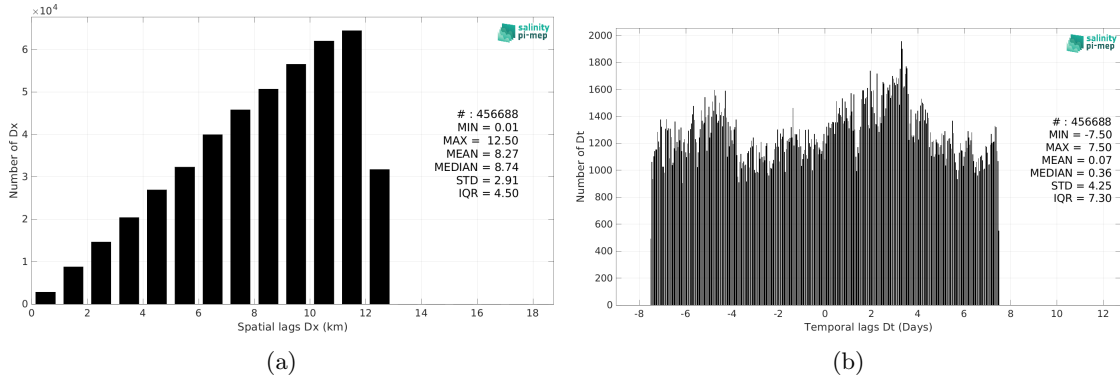 salinity
pi-mep
×10⁴
6
5
4
3
2
1
0
Number of Dx
# : 456688
MIN = 0.01
MAX = 12.50
MEAN = 8.27
MEDIAN = 8.74
STD = 2.91
IQR = 4.50
0 2 4 6 8 10 12 14 16 18
Spatial lags Dx (km)
(a)
salinity
pi-mep
2000
1800
1600
1400
1200
1000
800
600
400
200
0
Number of Dt
# : 456688
MIN = -7.50
MAX = 7.50
MEAN = 0.07
MEDIAN = 0.36
STD = 4.25
IQR = 7.30
-8 -6 -4 -2 0 2 4 6 8 10 12
Temporal lags Dt (Days)
(b)